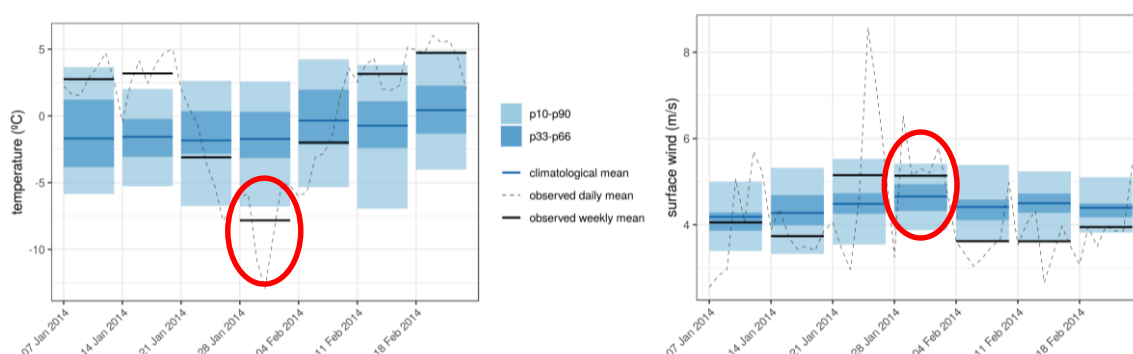 temperature (ºC)
5
0
-5
-10
07 Jan 2014
14 Jan 2014
21 Jan 2014
28 Jan 2014
04 Feb 2014
11 Feb 2014
18 Feb 2014
p10-p90
p33-p66
climatological mean
observed daily mean
observed weekly mean
surface wind (m/s)
8
6
4
07 Jan 2014
14 Jan 2014
21 Jan 2014
28 Jan 2014
04 Feb 2014
11 Feb 2014
18 Feb 2014